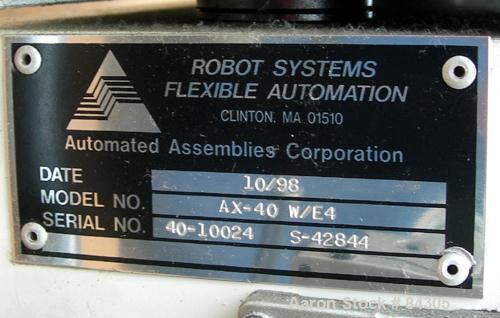 ROBOT SYSTEMS
FLEXIBLE AUTOMATION
CLINTON, MA 01510
Automated Assemblies Corporation
DATE 10/98
MODEL NO. AX-40 W/E4
SERIAL NO. 40-10024 S-42844
Aaron Stock # 84305